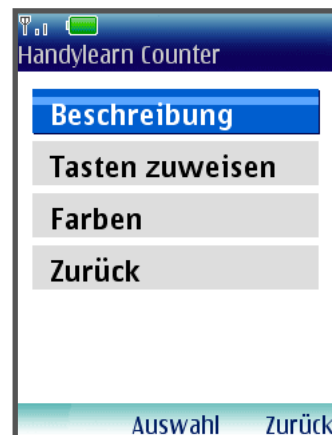 Handylearn Counter
Beschreibung
Tasten zuweisen
Farben
Zurück
Auswahl Zurück